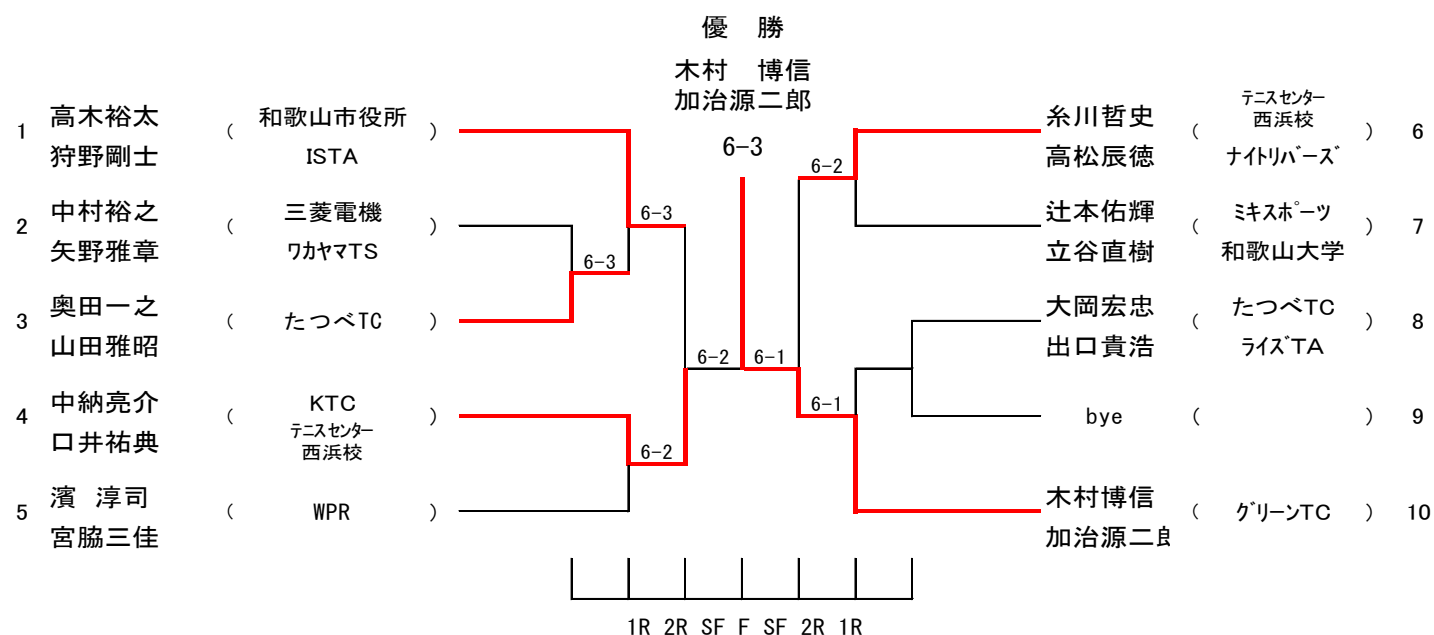 優　勝
木村　博信
加治源二郎
6-3
1 高木裕太 ( 和歌山市役所 )
狩野剛士 ISTA
2 中村裕之 ( 三菱電機 )
矢野雅章 ワカヤマTS
3 奥田一之 ( たつべTC )
山田雅昭
4 中納亮介 ( KTC )
口井祐典 テニスセンター
西浜校
5 濱 淳司 ( WPR )
宮脇三佳
6-3
6-3
6-2
6-2
6-1
6-2
6-1
糸川哲史 ( テニスセンター
西浜校 ) 6
高松辰徳 ナイトリバーズ
辻本佑輝 ( ミキスポーツ ) 7
立谷直樹 和歌山大学
大岡宏忠 ( たつべTC ) 8
出口貴浩 ライズTA
bye ( ) 9
木村博信 ( グリーンTC ) 10
加治源二郎
1R 2R SF F SF 2R 1R